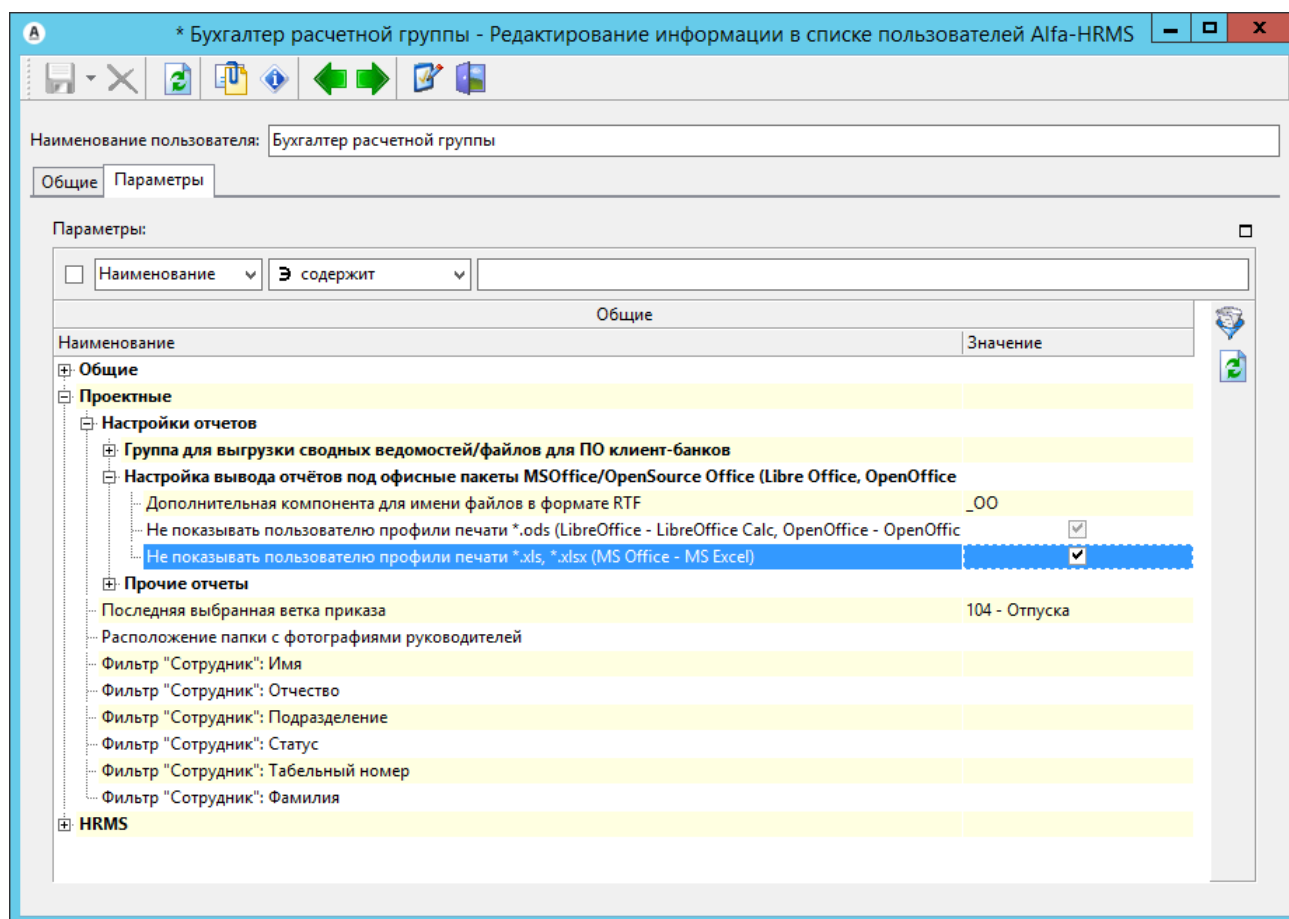 * Бухгалтер расчетной группы - Редактирование информации в списке пользователей Alfa-HRMS
Наименование пользователя: Бухгалтер расчетной группы
Общие Параметры
Параметры:
Наименование содержит
Общие
Наименование Значение
Общие
Проектные
Настройки отчетов
Группа для выгрузки сводных ведомостей/файлов для ПО клиент-банков
Настройка вывода отчётов под офисные пакеты MSOffice/OpenSource Office (Libre Office, OpenOffice
Дополнительная компонента для имени файлов в формате RTF _OO
Не показывать пользователю профили печати *.ods (LibreOffice - LibreOffice Calc, OpenOffice - OpenOffic
Не показывать пользователю профили печати *.xls, *.xlsx (MS Office - MS Excel)
Прочие отчеты
Последняя выбранная ветка приказа 104 - Отпуска
Расположение папки с фотографиями руководителей
Фильтр "Сотрудник": Имя
Фильтр "Сотрудник": Отчество
Фильтр "Сотрудник": Подразделение
Фильтр "Сотрудник": Статус
Фильтр "Сотрудник": Табельный номер
Фильтр "Сотрудник": Фамилия
HRMS